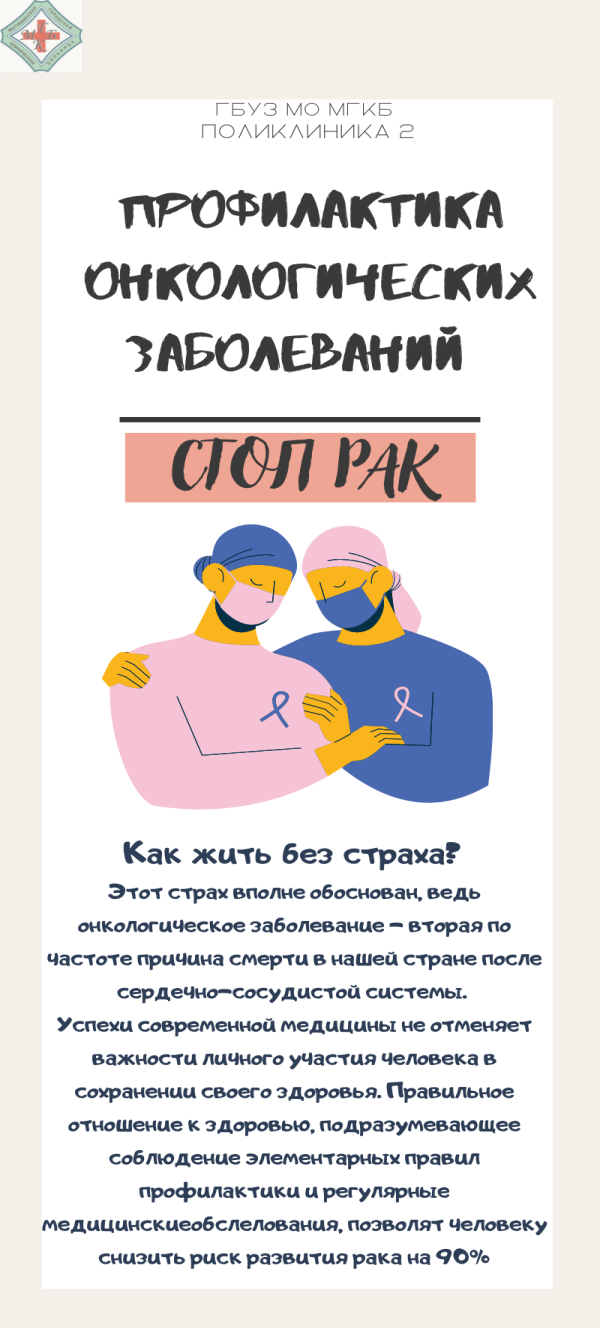 ГБУЗ МО МГКБ
ПОЛИКЛИНИКА 2
ПРОФИЛАКТИКА
ОНКОЛОГИЧЕСКИХ
ЗАБОЛЕВАНИЙ
СТОП РАК
Как жить без страха?
Этот страх вполне обоснован, ведь
онкологическое заболевание – вторая по
частоте причина смерти в нашей стране после
сердечно-сосудистой системы.
Успехи современной медицины не отменяет
важности личного участия человека в
сохранении своего здоровья. Правильное
отношение к здоровью, подразумевающее
соблюдение элементарных правил
профилактики и регулярные
медицинскиеобслелования, позволят человеку
снизить риск развития рака на 90%